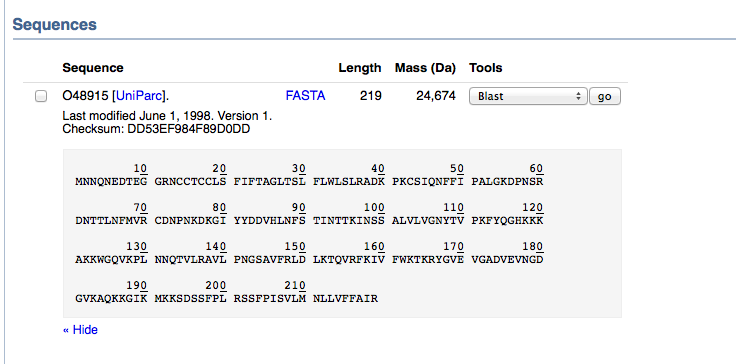 Sequences
Sequence Length Mass (Da) Tools
O48915 [UniParc]. FASTA 219 24,674 Blast go
Last modified June 1, 1998. Version 1.
Checksum: DD53EF984F89D0DD
10 20 30 40 50 60
MNNQNEDTEG GRNCCTCCLS FIFTAGLTSL FLWLSLRADK PKCSIQNFFI PALGKDPNSR
70 80 90 100 110 120
DNTTLNFMVR CDNPNKDKGI YYDDVHLNFS TINTTKINSS ALVLVGNYTV PKFYQGHKKK
130 140 150 160 170 180
AKKWGQVKPL NNQTVLRAVL PNGSAVFRLD LKTQVRFKIV FWKTKRYGVE VGADVEVNGD
190 200 210
GVKAQKKGIK MKKSDSSFPL RSSFPISVLM NLLVFFAIR
« Hide